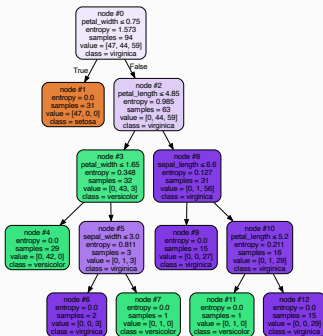 node #0
petal_width ≤ 0.75
entropy = 1.573
samples = 94
value = [47, 44, 59]
class = virginica
True
False
node #1
entropy = 0.0
samples = 31
value = [47, 0, 0]
class = setosa
node #2
petal_length ≤ 4.85
entropy = 0.985
samples = 63
value = [0, 44, 59]
class = virginica
node #3
petal_width ≤ 1.65
entropy = 0.348
samples = 32
value = [0, 43, 3]
class = versicolor
node #8
sepal_length ≤ 6.6
entropy = 0.127
samples = 31
value = [0, 1, 56]
class = virginica
node #4
entropy = 0.0
samples = 29
value = [0, 42, 0]
class = versicolor
node #5
sepal_width ≤ 3.0
entropy = 0.811
samples = 3
value = [0, 1, 3]
class = virginica
node #9
entropy = 0.0
samples = 15
value = [0, 0, 27]
class = virginica
node #10
petal_length ≤ 5.2
entropy = 0.211
samples = 16
value = [0, 1, 29]
class = virginica
node #6
entropy = 0.0
samples = 2
value = [0, 0, 3]
class = virginica
node #7
entropy = 0.0
samples = 1
value = [0, 1, 0]
class = versicolor
node #11
entropy = 0.0
samples = 1
value = [0, 1, 0]
class = versicolor
node #12
entropy = 0.0
samples = 15
value = [0, 0, 29]
class = virginica